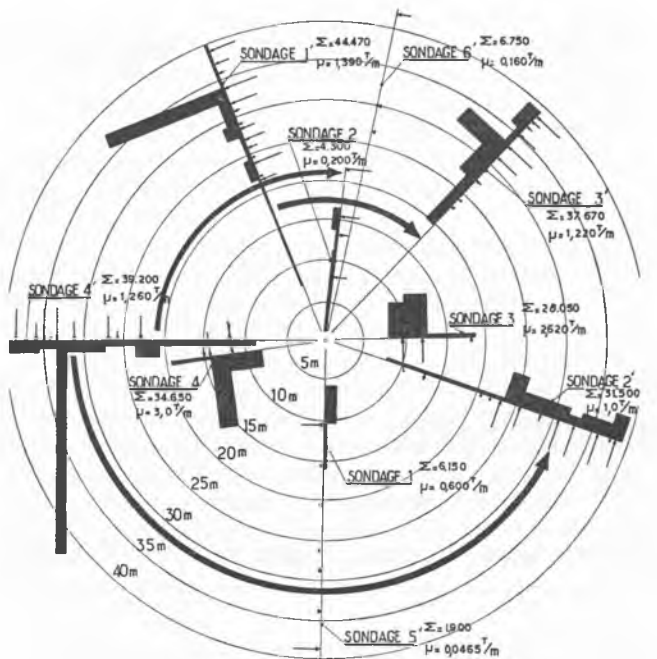 SONDAGE 1' Σ=44.470
μ=1,390 T/m
SONDAGE 6' Σ=6.750
μ=0,160 T/m
SONDAGE 2
Σ=4.300
μ=0,200 T/m
SONDAGE 3'
Σ=37,670
μ=1,220 T/m
SONDAGE 4' Σ=39.200
μ=1,260 T/m
SONDAGE 3 Σ=28.050
μ=2,620 T/m
SONDAGE 4
Σ=34.650
μ=3,0 T/m
SONDAGE 2'
Σ=31,500
μ=1,0 T/m
SONDAGE 1 Σ=6,150
μ=0,600 T/m
5m
10m
15m
20m
25m
30m
35m
40m
SONDAGE 5' Σ=1.900
μ=0,0465 T/m